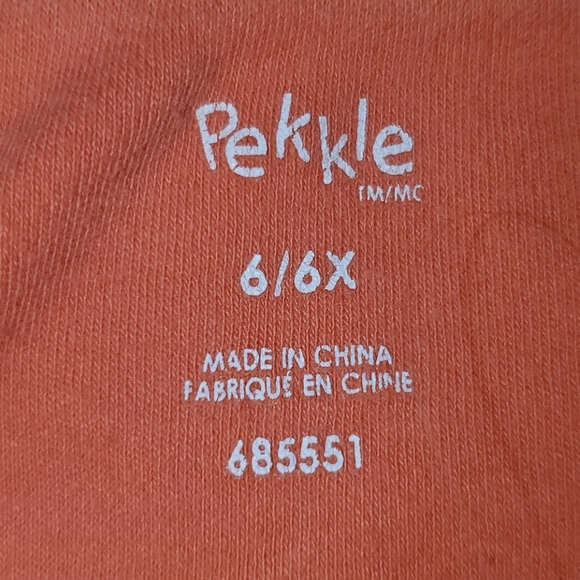 Pekkle
TM/MC
6/6X
MADE IN CHINA
FABRIQUÉ EN CHINE
685551